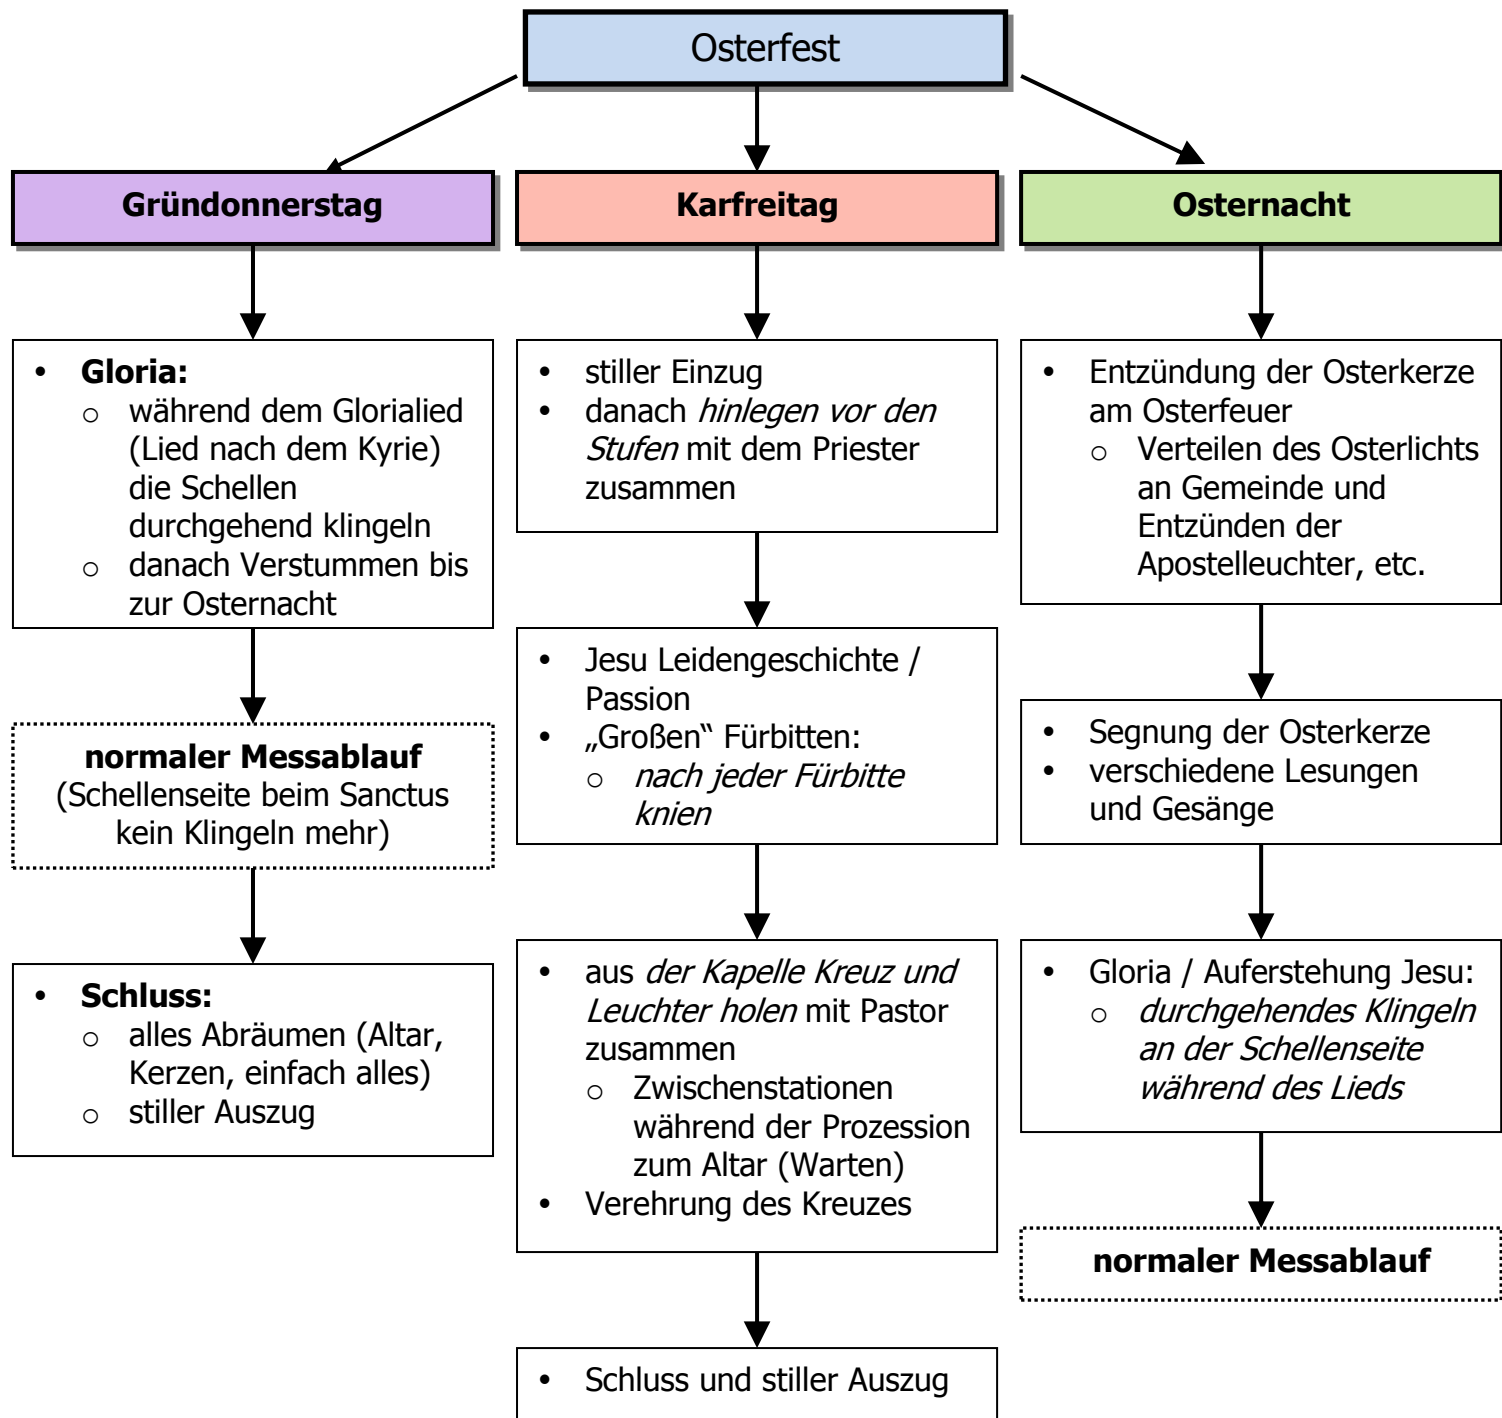 Osterfest
Gründonnerstag
• Gloria:
o während dem Glorialied
(Lied nach dem Kyrie)
die Schellen
durchgehend klingeln
o danach Verstummen bis
zur Osternacht
normaler Messablauf
(Schellenseite beim Sanctus
kein Klingeln mehr)
• Schluss:
o alles Abräumen (Altar,
Kerzen, einfach alles)
o stiller Auszug
Karfreitag
• stiller Einzug
• danach hinlegen vor den
Stufen mit dem Priester
zusammen
• Jesu Leidengeschichte /
Passion
• „Großen“ Fürbitten:
o nach jeder Fürbitte
knien
• aus der Kapelle Kreuz und
Leuchter holen mit Pastor
zusammen
o Zwischenstationen
während der Prozession
zum Altar (Warten)
• Verehrung des Kreuzes
• Schluss und stiller Auszug
Osternacht
• Entzündung der Osterkerze
am Osterfeuer
o Verteilen des Osterlichts
an Gemeinde und
Entzünden der
Apostelleuchter, etc.
• Segnung der Osterkerze
• verschiedene Lesungen
und Gesänge
• Gloria / Auferstehung Jesu:
o durchgehendes Klingeln
an der Schellenseite
während des Lieds
normaler Messablauf